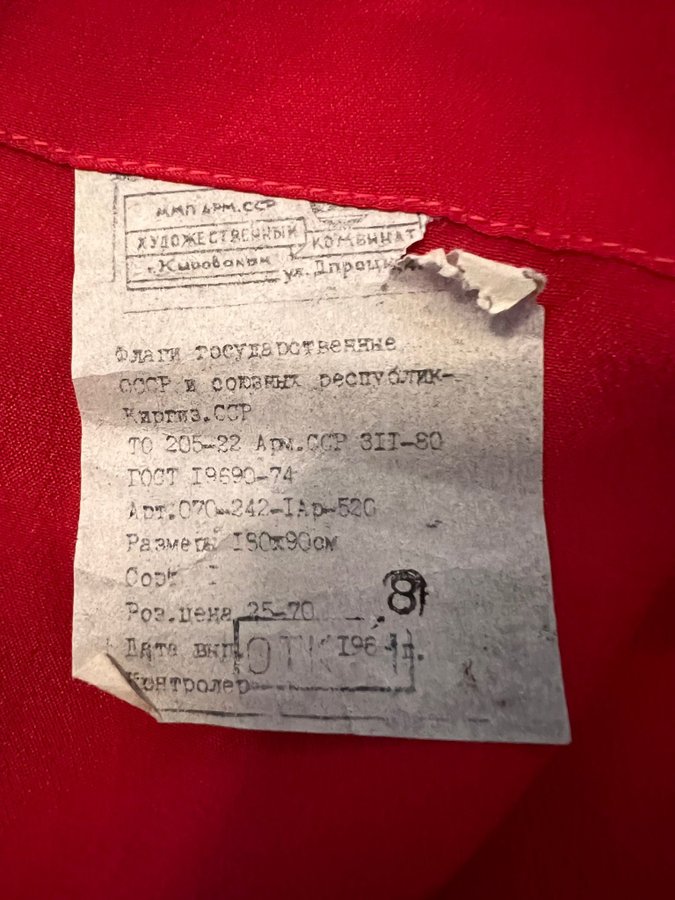 ММП АРМ.ССР
ХУДОЖЕСТВЕННЫЙ КОМБИНАТ
г.Кировакан ул.
Флаги государственные
СССР и союзных республик-
Киргиз.ССР
ТО 205-22 Арм.ССР 3II-80
ГОСТ I9690-74
Арт.070-242-IАр-520
Размеры I80х90см
Сорт I
Роз.цена 25-70
8
Дата вып. I98 г.
ОТК
Контролер